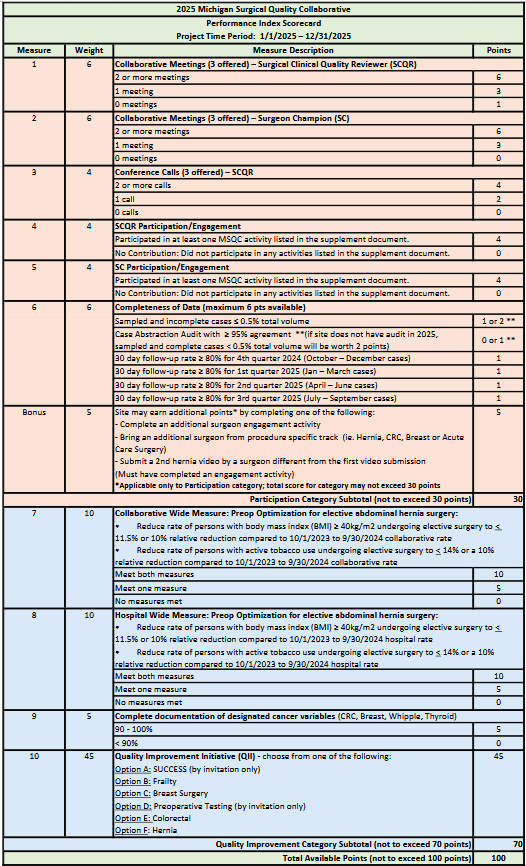 2025 Michigan Surgical Quality Collaborative
Performance Index Scorecard
Project Time Period: 1/1/2025 – 12/31/2025
Measure Weight Measure Description Points
1 6 Collaborative Meetings (3 offered) – Surgical Clinical Quality Reviewer (SCQR)
2 or more meetings 6
1 meeting 3
0 meetings 1
2 6 Collaborative Meetings (3 offered) – Surgeon Champion (SC)
2 or more meetings 6
1 meeting 3
0 meetings 0
3 4 Conference Calls (3 offered) – SCQR
2 or more calls 4
1 call 2
0 calls 0
4 4 SCQR Participation/Engagement
Participated in at least one MSQC activity listed in the supplement document. 4
No Contribution: Did not participate in any activities listed in the supplement document. 0
5 4 SC Participation/Engagement
Participated in at least one MSQC activity listed in the supplement document. 4
No Contribution: Did not participate in any activities listed in the supplement document. 0
6 6 Completeness of Data (maximum 6 pts available)
Sampled and incomplete cases ≤ 0.5% total volume 1 or 2 **
Case Abstraction Audit with ≥ 95% agreement **(if site does not have audit in 2025,
sampled and complete cases < 0.5% total volume will be worth 2 points) 0 or 1 **
30 day follow-up rate ≥ 80% for 4th quarter 2024 (October – December cases) 1
30 day follow-up rate ≥ 80% for 1st quarter 2025 (Jan – March cases) 1
30 day follow-up rate ≥ 80% for 2nd quarter 2025 (April – June cases) 1
30 day follow-up rate ≥ 80% for 3rd quarter 2025 (July – September cases) 1
Bonus 5 Site may earn additional points* by completing one of the following: 5
- Complete an additional surgeon engagement activity
- Bring an additional surgeon from procedure specific track (ie. Hernia, CRC, Breast or Acute
Care Surgery)
- Submit a 2nd hernia video by a surgeon different from the first video submission
(Must have completed an engagement activity)
*Applicable only to Participation category; total score for category may not exceed 30 points
Participation Category Subtotal (not to exceed 30 points) 30
7 10 Collaborative Wide Measure: Preop Optimization for elective abdominal hernia surgery:
• Reduce rate of persons with body mass index (BMI) ≥ 40kg/m2 undergoing elective surgery to ≤
11.5% or 10% relative reduction compared to 10/1/2023 to 9/30/2024 collaborative rate
• Reduce rate of persons with active tobacco use undergoing elective surgery to ≤ 14% or a 10%
relative reduction compared to 10/1/2023 to 9/30/2024 collaborative rate
Meet both measures 10
Meet one measure 5
No measures met 0
8 10 Hospital Wide Measure: Preop Optimization for elective abdominal hernia surgery:
• Reduce rate of persons with body mass index (BMI) ≥ 40kg/m2 undergoing elective surgery to ≤
11.5% or 10% relative reduction compared to 10/1/2023 to 9/30/2024 hospital rate
• Reduce rate of persons with active tobacco use undergoing elective surgery to ≤ 14% or a 10%
relative reduction compared to 10/1/2023 to 9/30/2024 hospital rate
Meet both measures 10
Meet one measure 5
No measures met 0
9 5 Complete documentation of designated cancer variables (CRC, Breast, Whipple, Thyroid)
90 - 100% 5
< 90% 0
10 45 Quality Improvement Initiative (QII) - choose from one of the following: 45
Option A: SUCCESS (by invitation only)
Option B: Frailty
Option C: Breast Surgery
Option D: Preoperative Testing (by invitation only)
Option E: Colorectal
Option F: Hernia
Quality Improvement Category Subtotal (not to exceed 70 points) 70
Total Available Points (not to exceed 100 points) 100